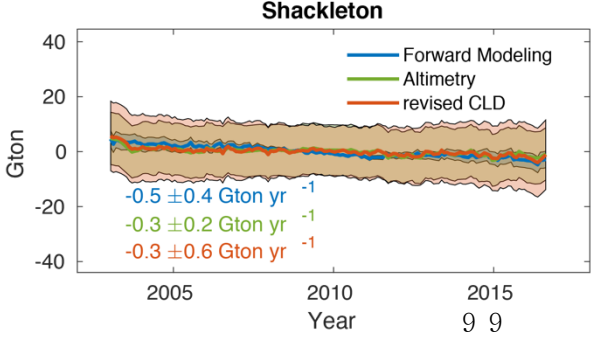 Shackleton
40
20
0
-20
-40
Gton
Forward Modeling
Altimetry
revised CLD
-0.5 ±0.4 Gton yr -1
-0.3 ±0.2 Gton yr -1
-0.3 ±0.6 Gton yr -1
2005 2010 2015
Year
9 9